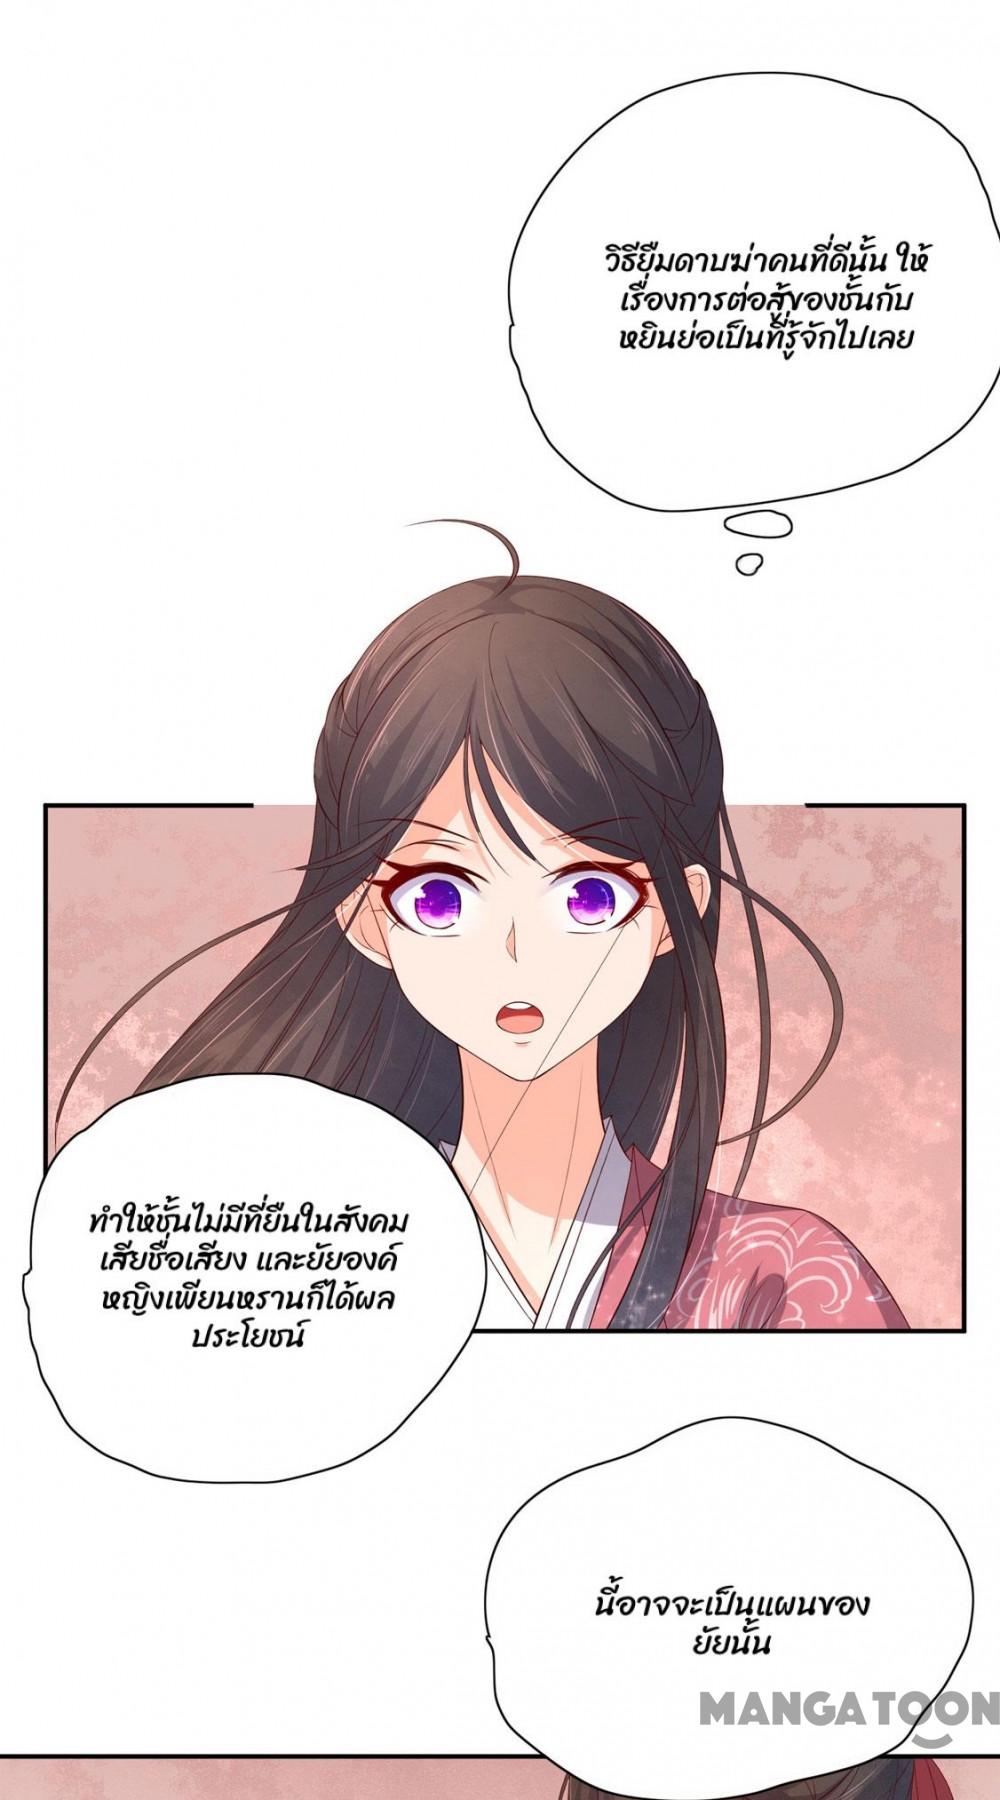 วิธียืมดาบฆ่าคนที่ดีนั้น ให้
เรื่องการต่อสู้ของชั้นกับ
หยินย่อเป็นที่รู้จักไปเลย
ทำให้ชั้นไม่มีที่ยืนในสังคม
เสียชื่อเสียง และยัยองค์
หญิงเพียนหรานก็ได้ผล
ประโยชน์
นี้อาจจะเป็นแผนของ
ยัยนั้น
MANGATOON